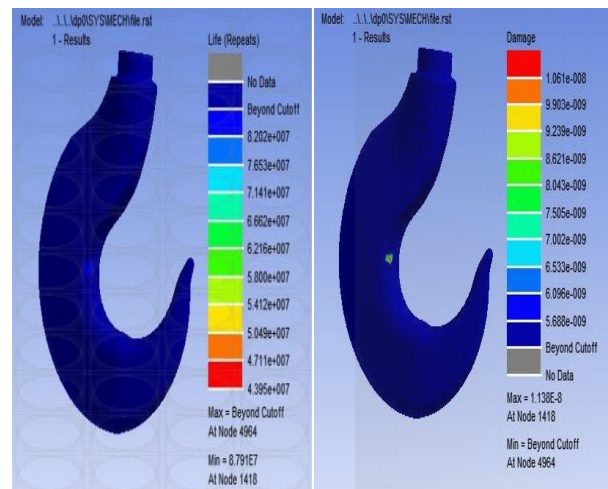 Model: ..\..\..\dp0\SYS\MECH\file.rst
1 - Results
Life (Repeats)
No Data
Beyond Cutoff
8.202e+007
7.653e+007
7.141e+007
6.662e+007
6.216e+007
5.800e+007
5.412e+007
5.049e+007
4.711e+007
4.395e+007
Max = Beyond Cutoff
At Node 4964
Min = 8.791E7
At Node 1418
Model: ..\..\..\dp0\SYS\MECH\file.rst
1 - Results
Damage
1.061e-008
9.903e-009
9.239e-009
8.621e-009
8.043e-009
7.505e-009
7.002e-009
6.533e-009
6.096e-009
5.688e-009
Beyond Cutoff
No Data
Max = 1.138E-8
At Node 1418
Min = Beyond Cutoff
At Node 4964